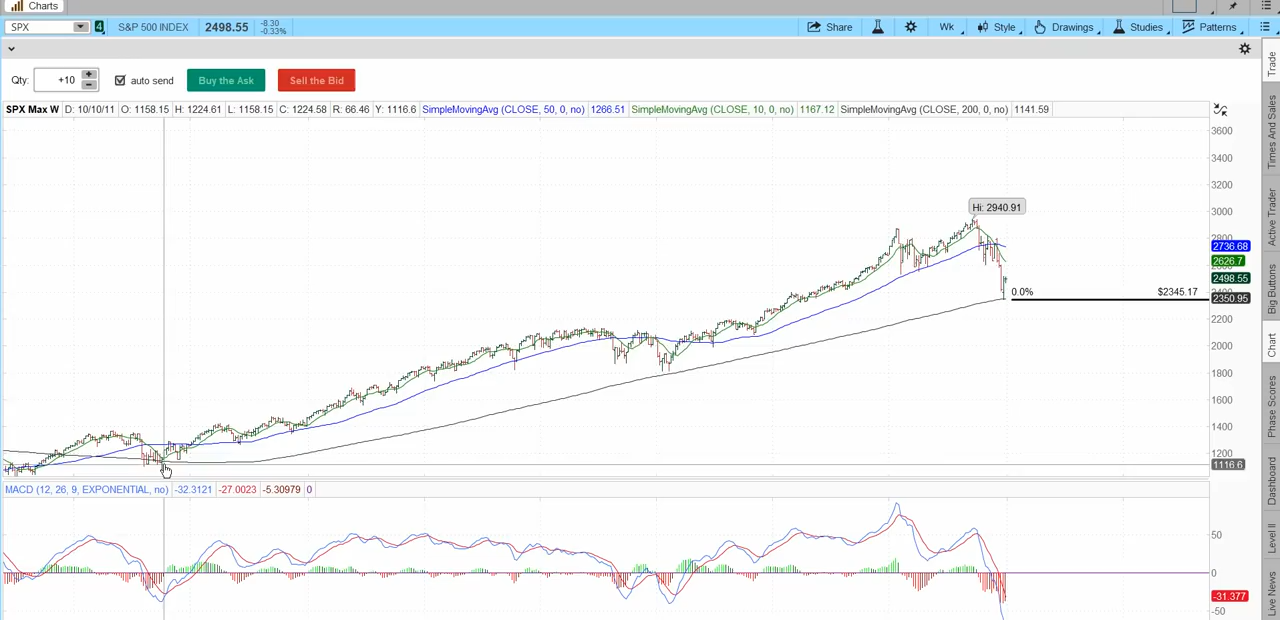 Charts
SPX 4 S&P 500 INDEX 2498.55 -8.30 -0.33% Share Wk Style Drawings Studies Patterns
Qty: +10 auto send Buy the Ask Sell the Bid
SPX Max W D: 10/10/11 O: 1158.15 H: 1224.61 L: 1158.15 C: 1224.58 R: 66.46 Y: 1116.6 SimpleMovingAvg (CLOSE, 50, 0, no) 1266.51 SimpleMovingAvg (CLOSE, 10, 0, no) 1167.12 SimpleMovingAvg (CLOSE, 200, 0, no) 1141.59
3600
3400
3200
Hi: 2940.91
3000
2800
2736.68
2626.7
2498.55
0.0% $2345.17
2350.95
2200
2000
1800
1600
1400
1200
1116.6
MACD (12, 26, 9, EXPONENTIAL, no) -32.3121 -27.0023 -5.30979 0
50
0
-31.377
-50
Trade
Times And Sales
Active Trader
Big Buttons
Chart
Phase Scores
Dashboard
Level II
Live News